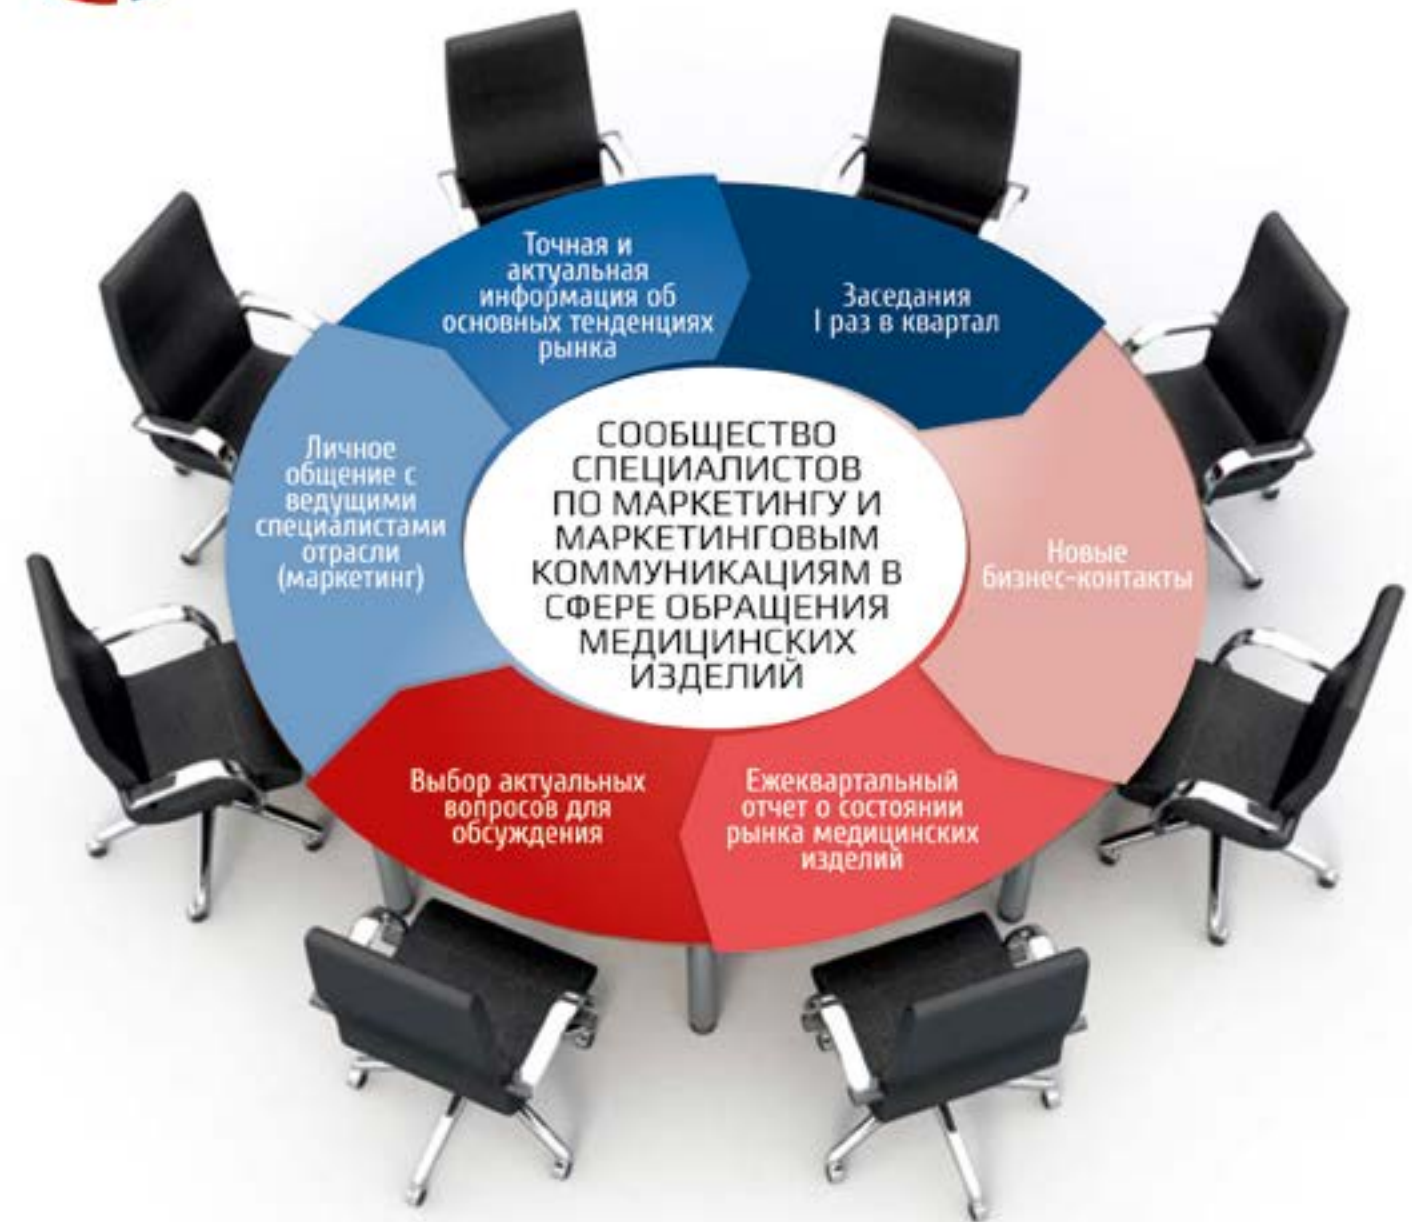 Точная и
актуальная
информация об
основных тенденциях
рынка
Заседания
1 раз в квартал
Личное
общение с
ведущими
специалистами
отрасли
(маркетинг)
СООБЩЕСТВО
СПЕЦИАЛИСТОВ
ПО МАРКЕТИНГУ И
МАРКЕТИНГОВЫМ
КОММУНИКАЦИЯМ В
СФЕРЕ ОБРАЩЕНИЯ
МЕДИЦИНСКИХ
ИЗДЕЛИЙ
Новые
бизнес-контакты
Выбор актуальных
вопросов для
обсуждения
Ежеквартальный
отчет о состоянии
рынка медицинских
изделий